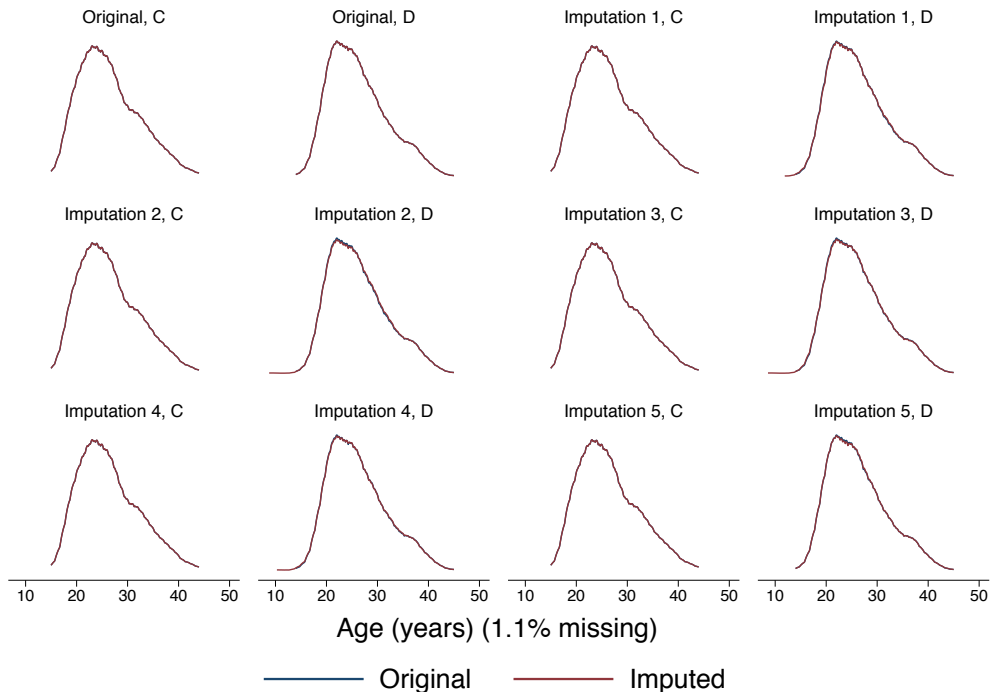 Original, C Original, D Imputation 1, C Imputation 1, D
Imputation 2, C Imputation 2, D Imputation 3, C Imputation 3, D
Imputation 4, C Imputation 4, D Imputation 5, C Imputation 5, D
10 20 30 40 50 10 20 30 40 50 10 20 30 40 50 10 20 30 40 50
Age (years) (1.1% missing)
Original Imputed